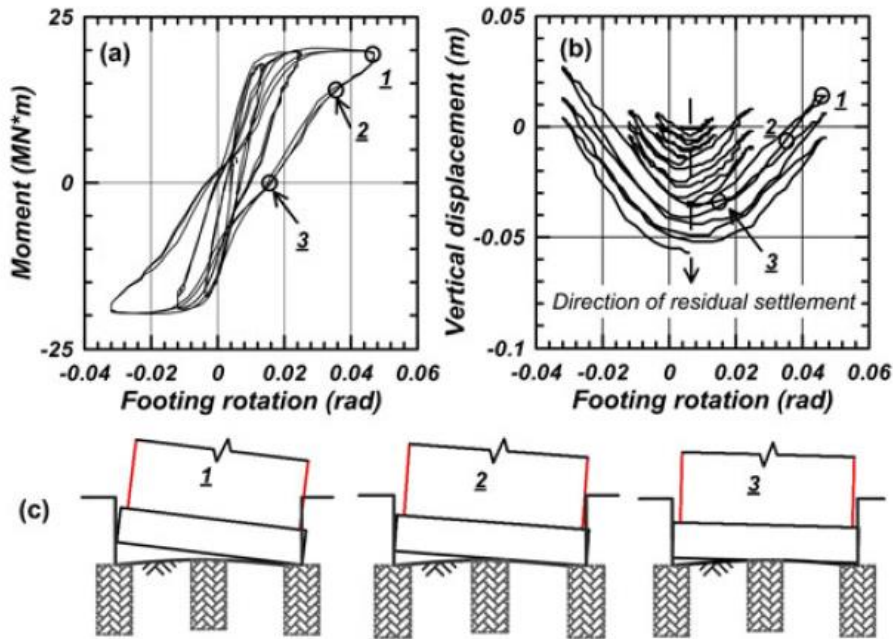 (a)
Moment (MN*m)
25
0
-25
-0.04 -0.02 0 0.02 0.04 0.06
Footing rotation (rad)
1
2
3
(b)
Vertical displacement (m)
0.05
0
-0.05
-0.1
-0.04 -0.02 0 0.02 0.04 0.06
Footing rotation (rad)
1
2
3
Direction of residual settlement
(c)
1
2
3